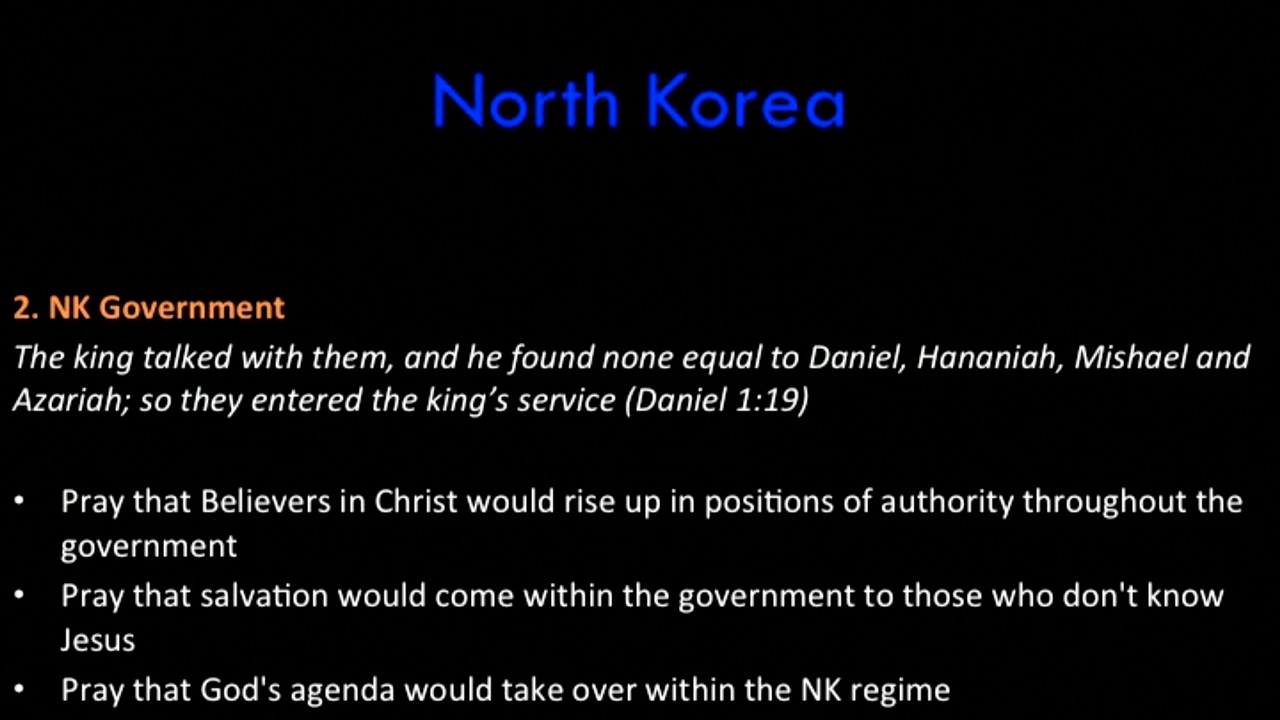 North Korea
2. NK Government
The king talked with them, and he found none equal to Daniel, Hananiah, Mishael and
Azariah; so they entered the king’s service (Daniel 1:19)
• Pray that Believers in Christ would rise up in positions of authority throughout the
government
• Pray that salvation would come within the government to those who don't know
Jesus
• Pray that God's agenda would take over within the NK regime